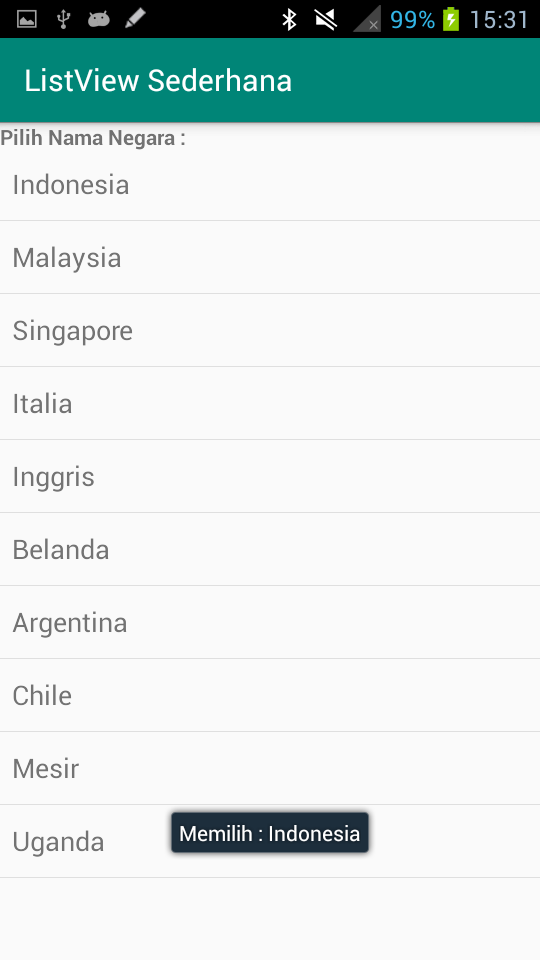 99% 15:31
ListView Sederhana
Pilih Nama Negara :
Indonesia
Malaysia
Singapore
Italia
Inggris
Belanda
Argentina
Chile
Mesir
Uganda
Memilih : Indonesia